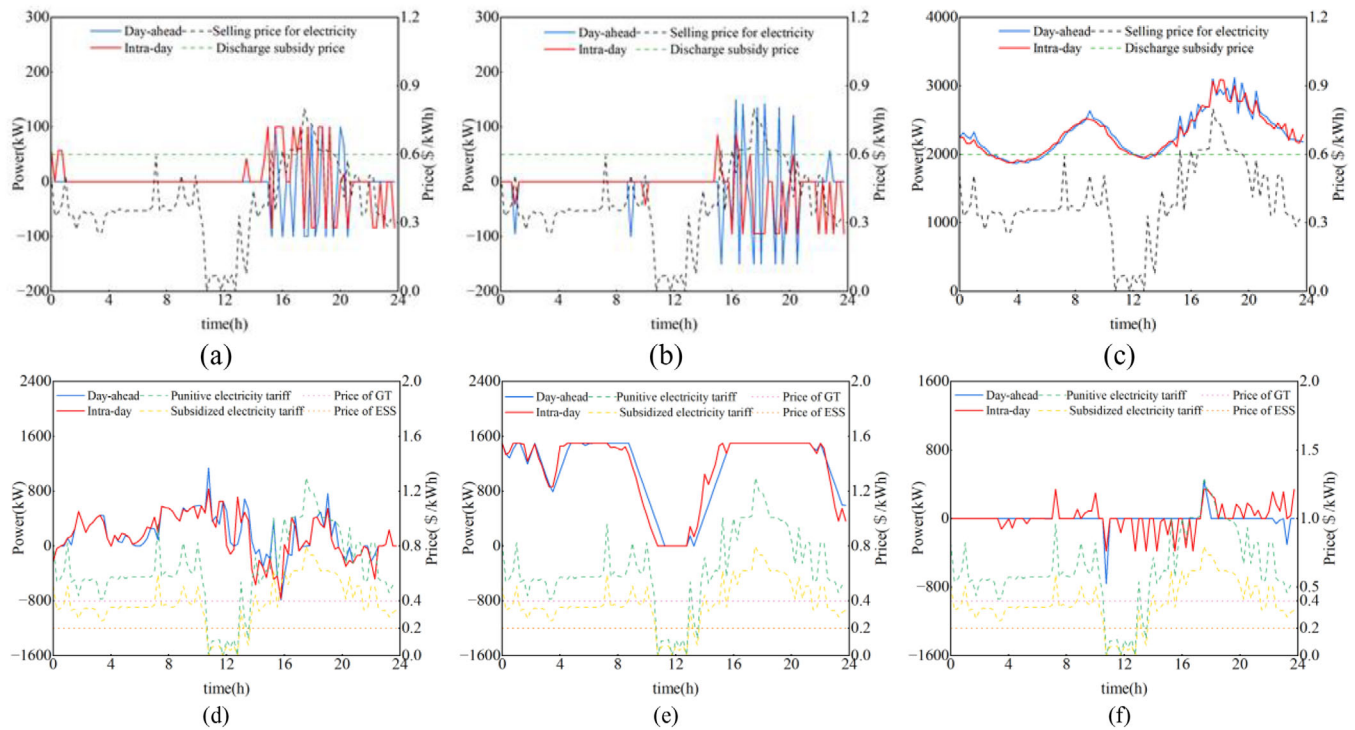 300
200
100
0
−100
−200
Power(kW)
Day-ahead
Selling price for electricity
Intra-day
Discharge subsidy price
1.2
0.9
0.6
0.3
0.0
Price( $ /kWh)
0 4 8 12 16 20 24
time(h)
(a)
300
200
100
0
−100
−200
Power(kW)
Day-ahead
Selling price for electricity
Intra-day
Discharge subsidy price
1.2
0.9
0.6
0.3
0.0
Price( $ /kWh)
0 4 8 12 16 20 24
time(h)
(b)
4000
3000
2000
1000
0
Power(kW)
Day-ahead
Selling price for electricity
Intra-day
Discharge subsidy price
1.2
0.9
0.6
0.3
0.0
Price( $ /kWh)
0 4 8 12 16 20 24
time(h)
(c)
2400
1600
800
0
−800
−1600
Power(kW)
Day-ahead
Punitive electricity tariff
Price of GT
Intra-day
Subsidized electricity tariff
Price of ESS
2.0
1.6
1.2
0.8
0.4
0.2
0.0
Price( $ /kWh)
0 4 8 12 16 20 24
time(h)
(d)
2400
1600
800
0
−800
−1600
Power(kW)
Day-ahead
Punitive electricity tariff
Price of GT
Intra-day
Subsidized electricity tariff
Price of ESS
2.0
1.6
1.2
0.8
0.4
0.2
0.0
Price( $ /kWh)
0 4 8 12 16 20 24
time(h)
(e)
1600
800
0
−800
−1600
Power(kW)
Day-ahead
Punitive electricity tariff
Price of GT
Intra-day
Subsidized electricity tariff
Price of ESS
2.0
1.5
1.0
0.5
0.4
0.2
0.0
Price( $ /kWh)
0 4 8 12 16 20 24
time(h)
(f)